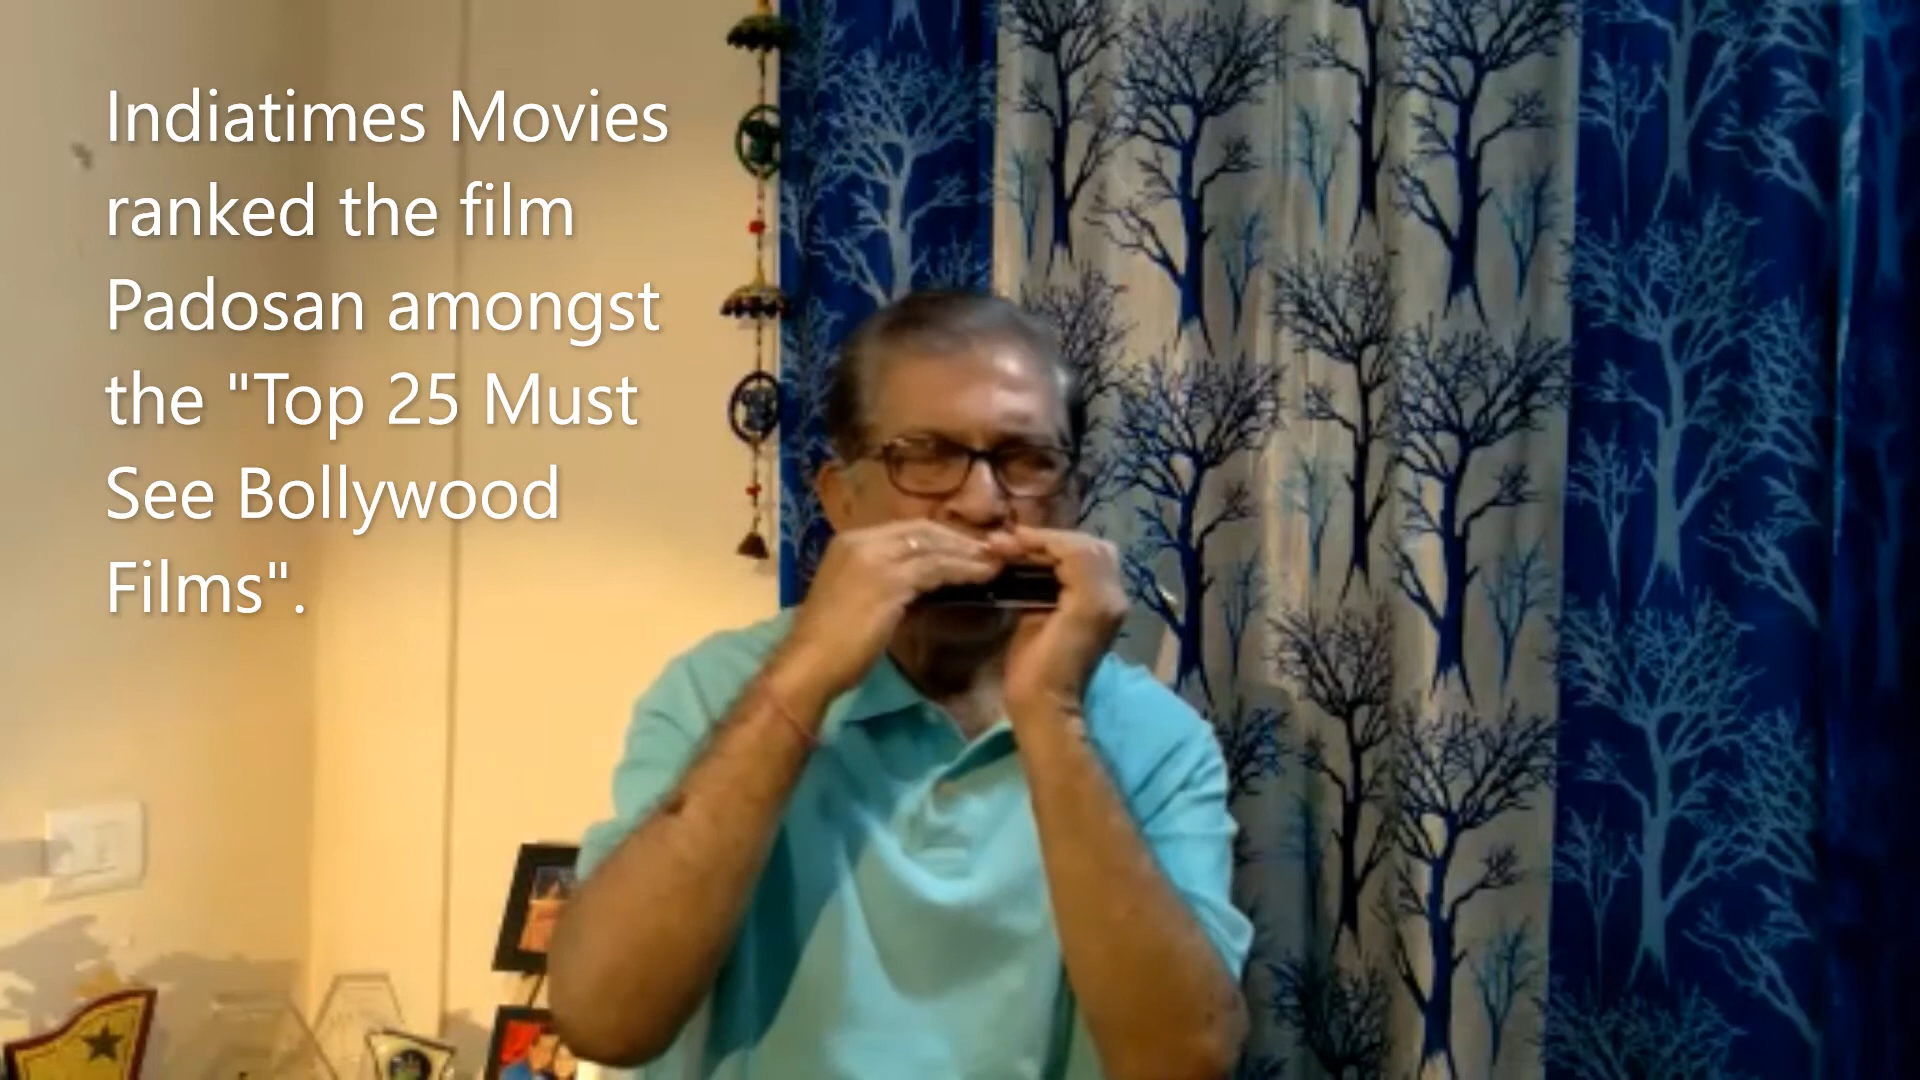 Indiatimes Movies
ranked the film
Padosan amongst
the "Top 25 Must
See Bollywood
Films".